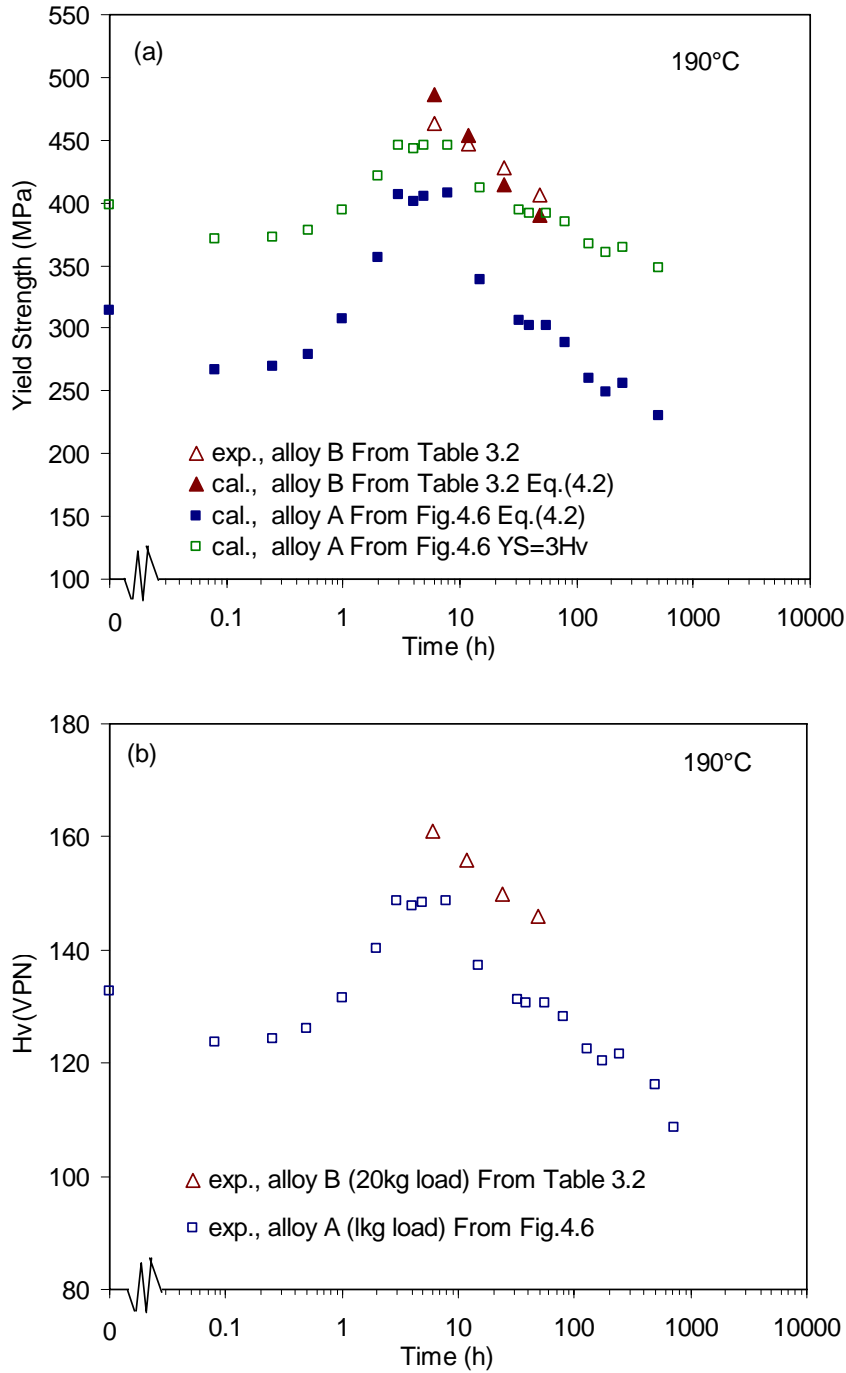 (a)
190°C
Yield Strength (MPa)
550
500
450
400
350
300
250
200
150
100
△ exp., alloy B From Table 3.2
▲ cal., alloy B From Table 3.2 Eq.(4.2)
■ cal., alloy A From Fig.4.6 Eq.(4.2)
□ cal., alloy A From Fig.4.6 YS=3Hv
0 0.1 1 10 100 1000 10000
Time (h)
(b)
190°C
Hv(VPN)
180
160
140
120
100
80
△ exp., alloy B (20kg load) From Table 3.2
□ exp., alloy A (lkg load) From Fig.4.6
0 0.1 1 10 100 1000 10000
Time (h)